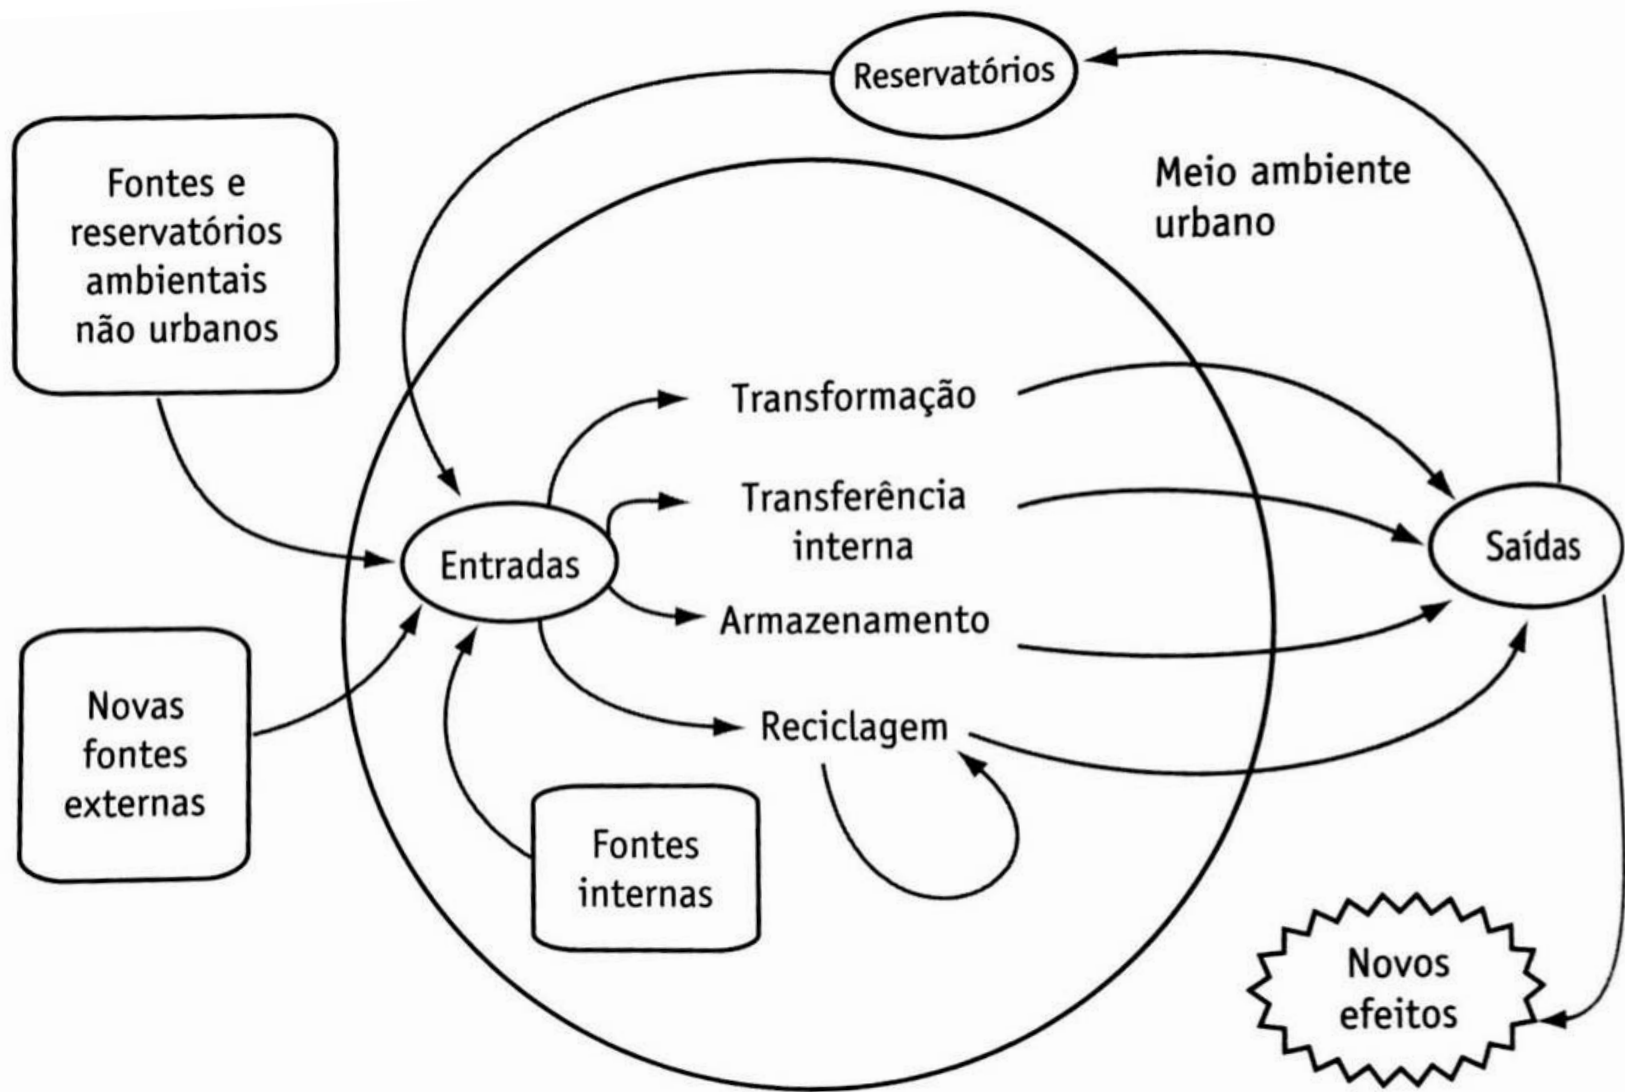 Reservatórios
Meio ambiente
urbano
Fontes e
reservatórios
ambientais
não urbanos
Transformação
Transferência
interna
Entradas
Saídas
Armazenamento
Novas
fontes
externas
Reciclagem
Fontes
internas
Novos
efeitos